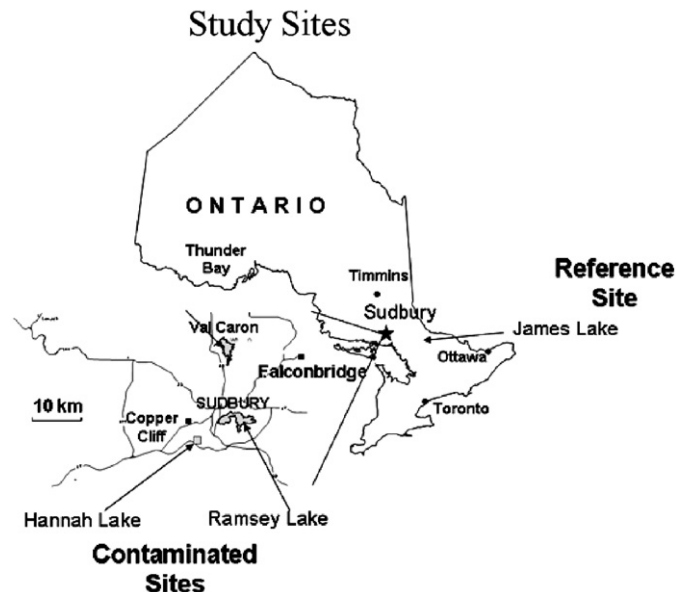 Study Sites
ONTARIO
Thunder
Bay
Timmins
Reference
Site
Sudbury
James Lake
Val Caron
Ottawa
Falconbridge
10 km
SUDBURY
Toronto
Copper
Cliff
Hannah Lake
Ramsey Lake
Contaminated
Sites